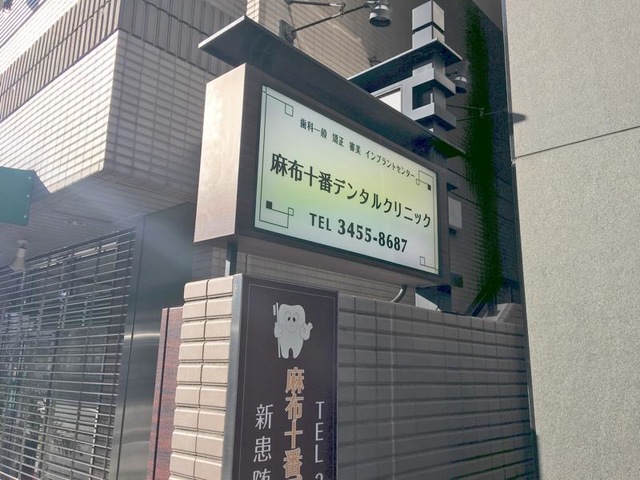 歯科一般 矯正 審美 インプラントセンター
麻布十番デンタルクリニック
TEL 3455-8687
麻布十番
TEL
新患随